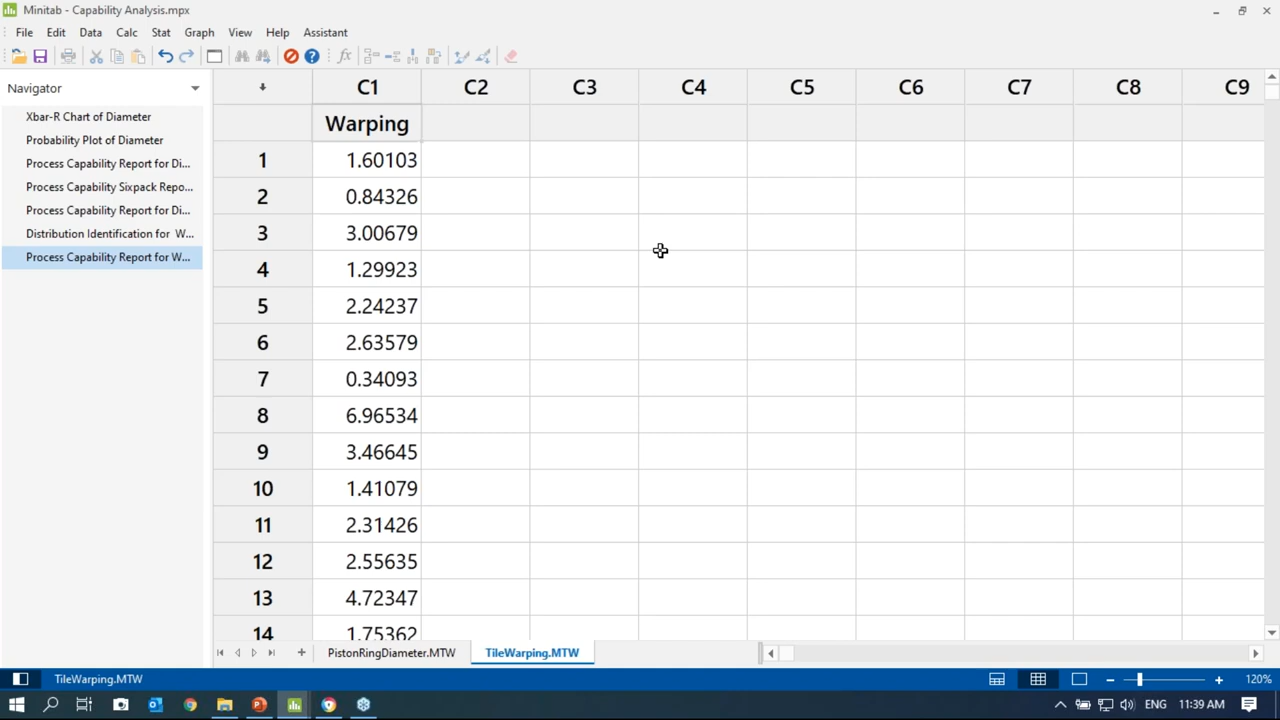 Minitab - Capability Analysis.mpx
File Edit Data Calc Stat Graph View Help Assistant
Navigator
Xbar-R Chart of Diameter
Probability Plot of Diameter
Process Capability Report for Di...
Process Capability Sixpack Repo...
Process Capability Report for Di...
Distribution Identification for W...
Process Capability Report for W...
C1 C2 C3 C4 C5 C6 C7 C8 C9
Warping
1 1.60103
2 0.84326
3 3.00679
4 1.29923
5 2.24237
6 2.63579
7 0.34093
8 6.96534
9 3.46645
10 1.41079
11 2.31426
12 2.55635
13 4.72347
14 1.75362
PistonRingDiameter.MTW TileWarping.MTW
TileWarping.MTW 120%
ENG 11:39 AM